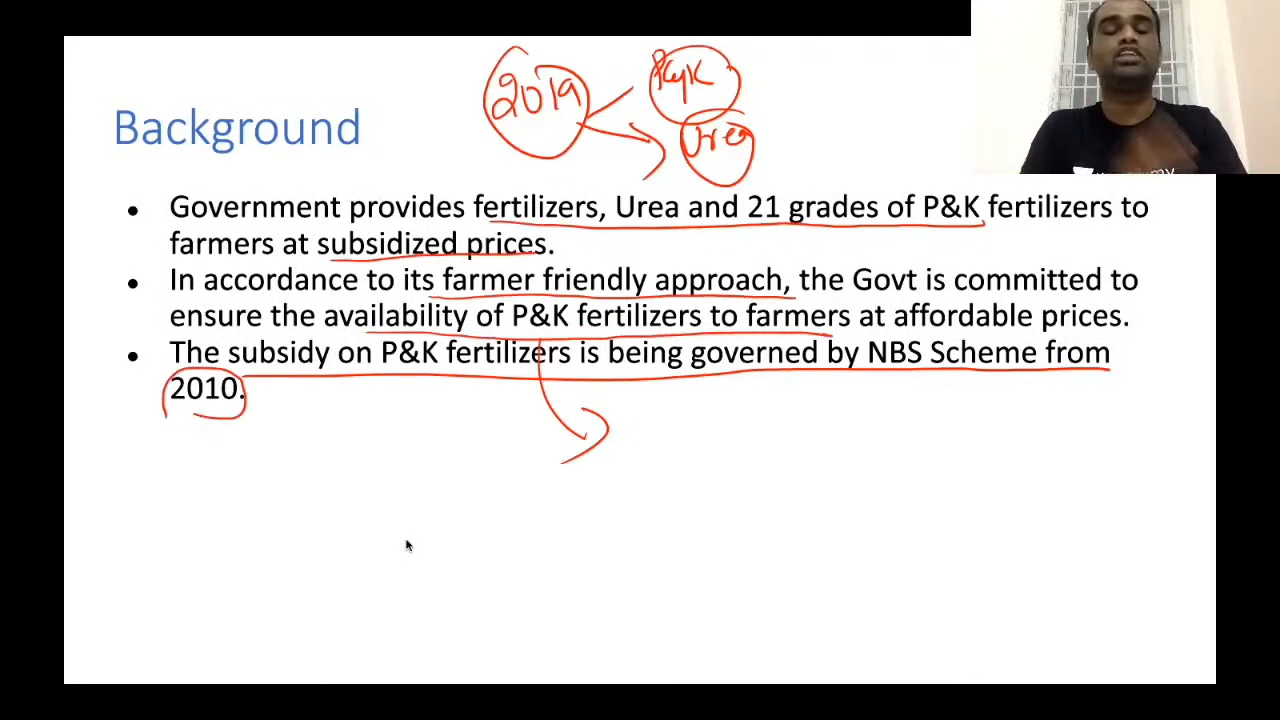 2019
P&K
Urea
Background
• Government provides fertilizers, Urea and 21 grades of P&K fertilizers to
farmers at subsidized prices.
• In accordance to its farmer friendly approach, the Govt is committed to
ensure the availability of P&K fertilizers to farmers at affordable prices.
• The subsidy on P&K fertilizers is being governed by NBS Scheme from
2010.